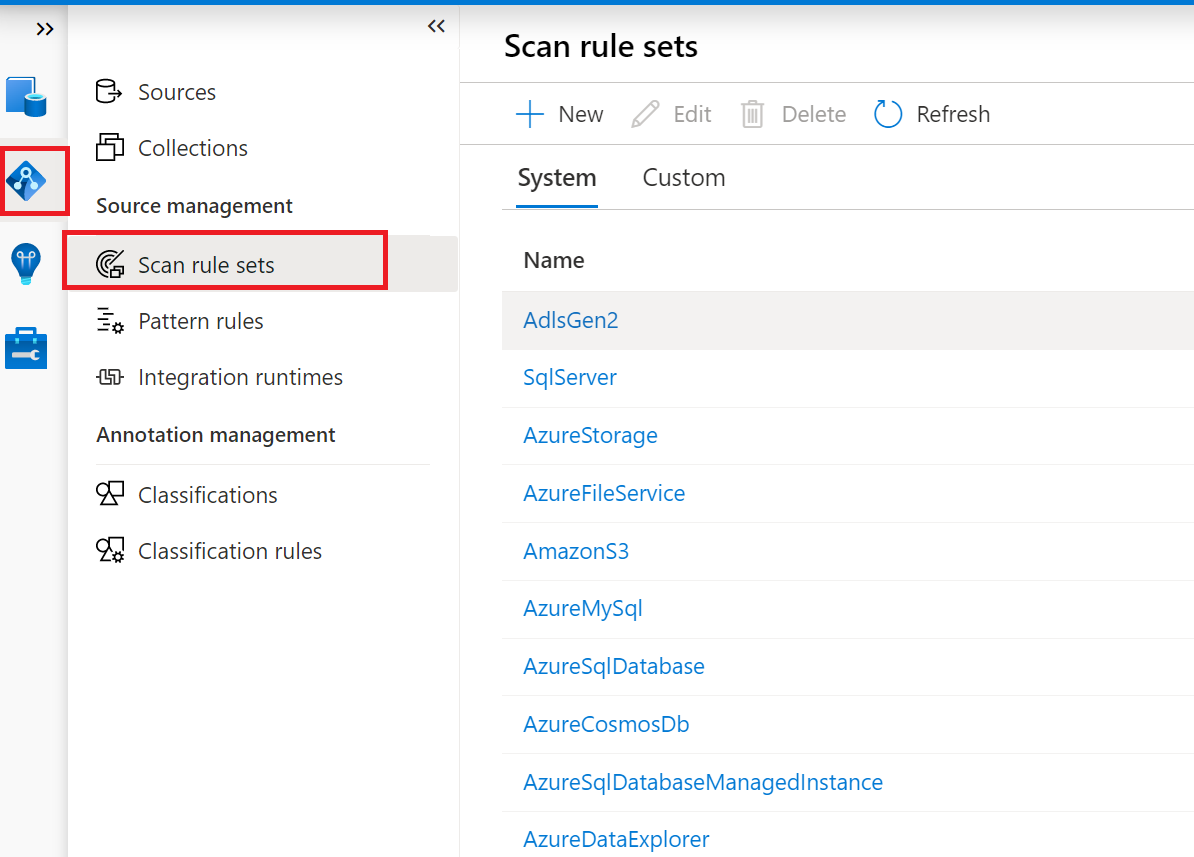 Sources
Collections
Source management
Scan rule sets
Pattern rules
Integration runtimes
Annotation management
Classifications
Classification rules
Scan rule sets
New Edit Delete Refresh
System Custom
Name
AdlsGen2
SqlServer
AzureStorage
AzureFileService
AmazonS3
AzureMySql
AzureSqlDatabase
AzureCosmosDb
AzureSqlDatabaseManagedInstance
AzureDataExplorer